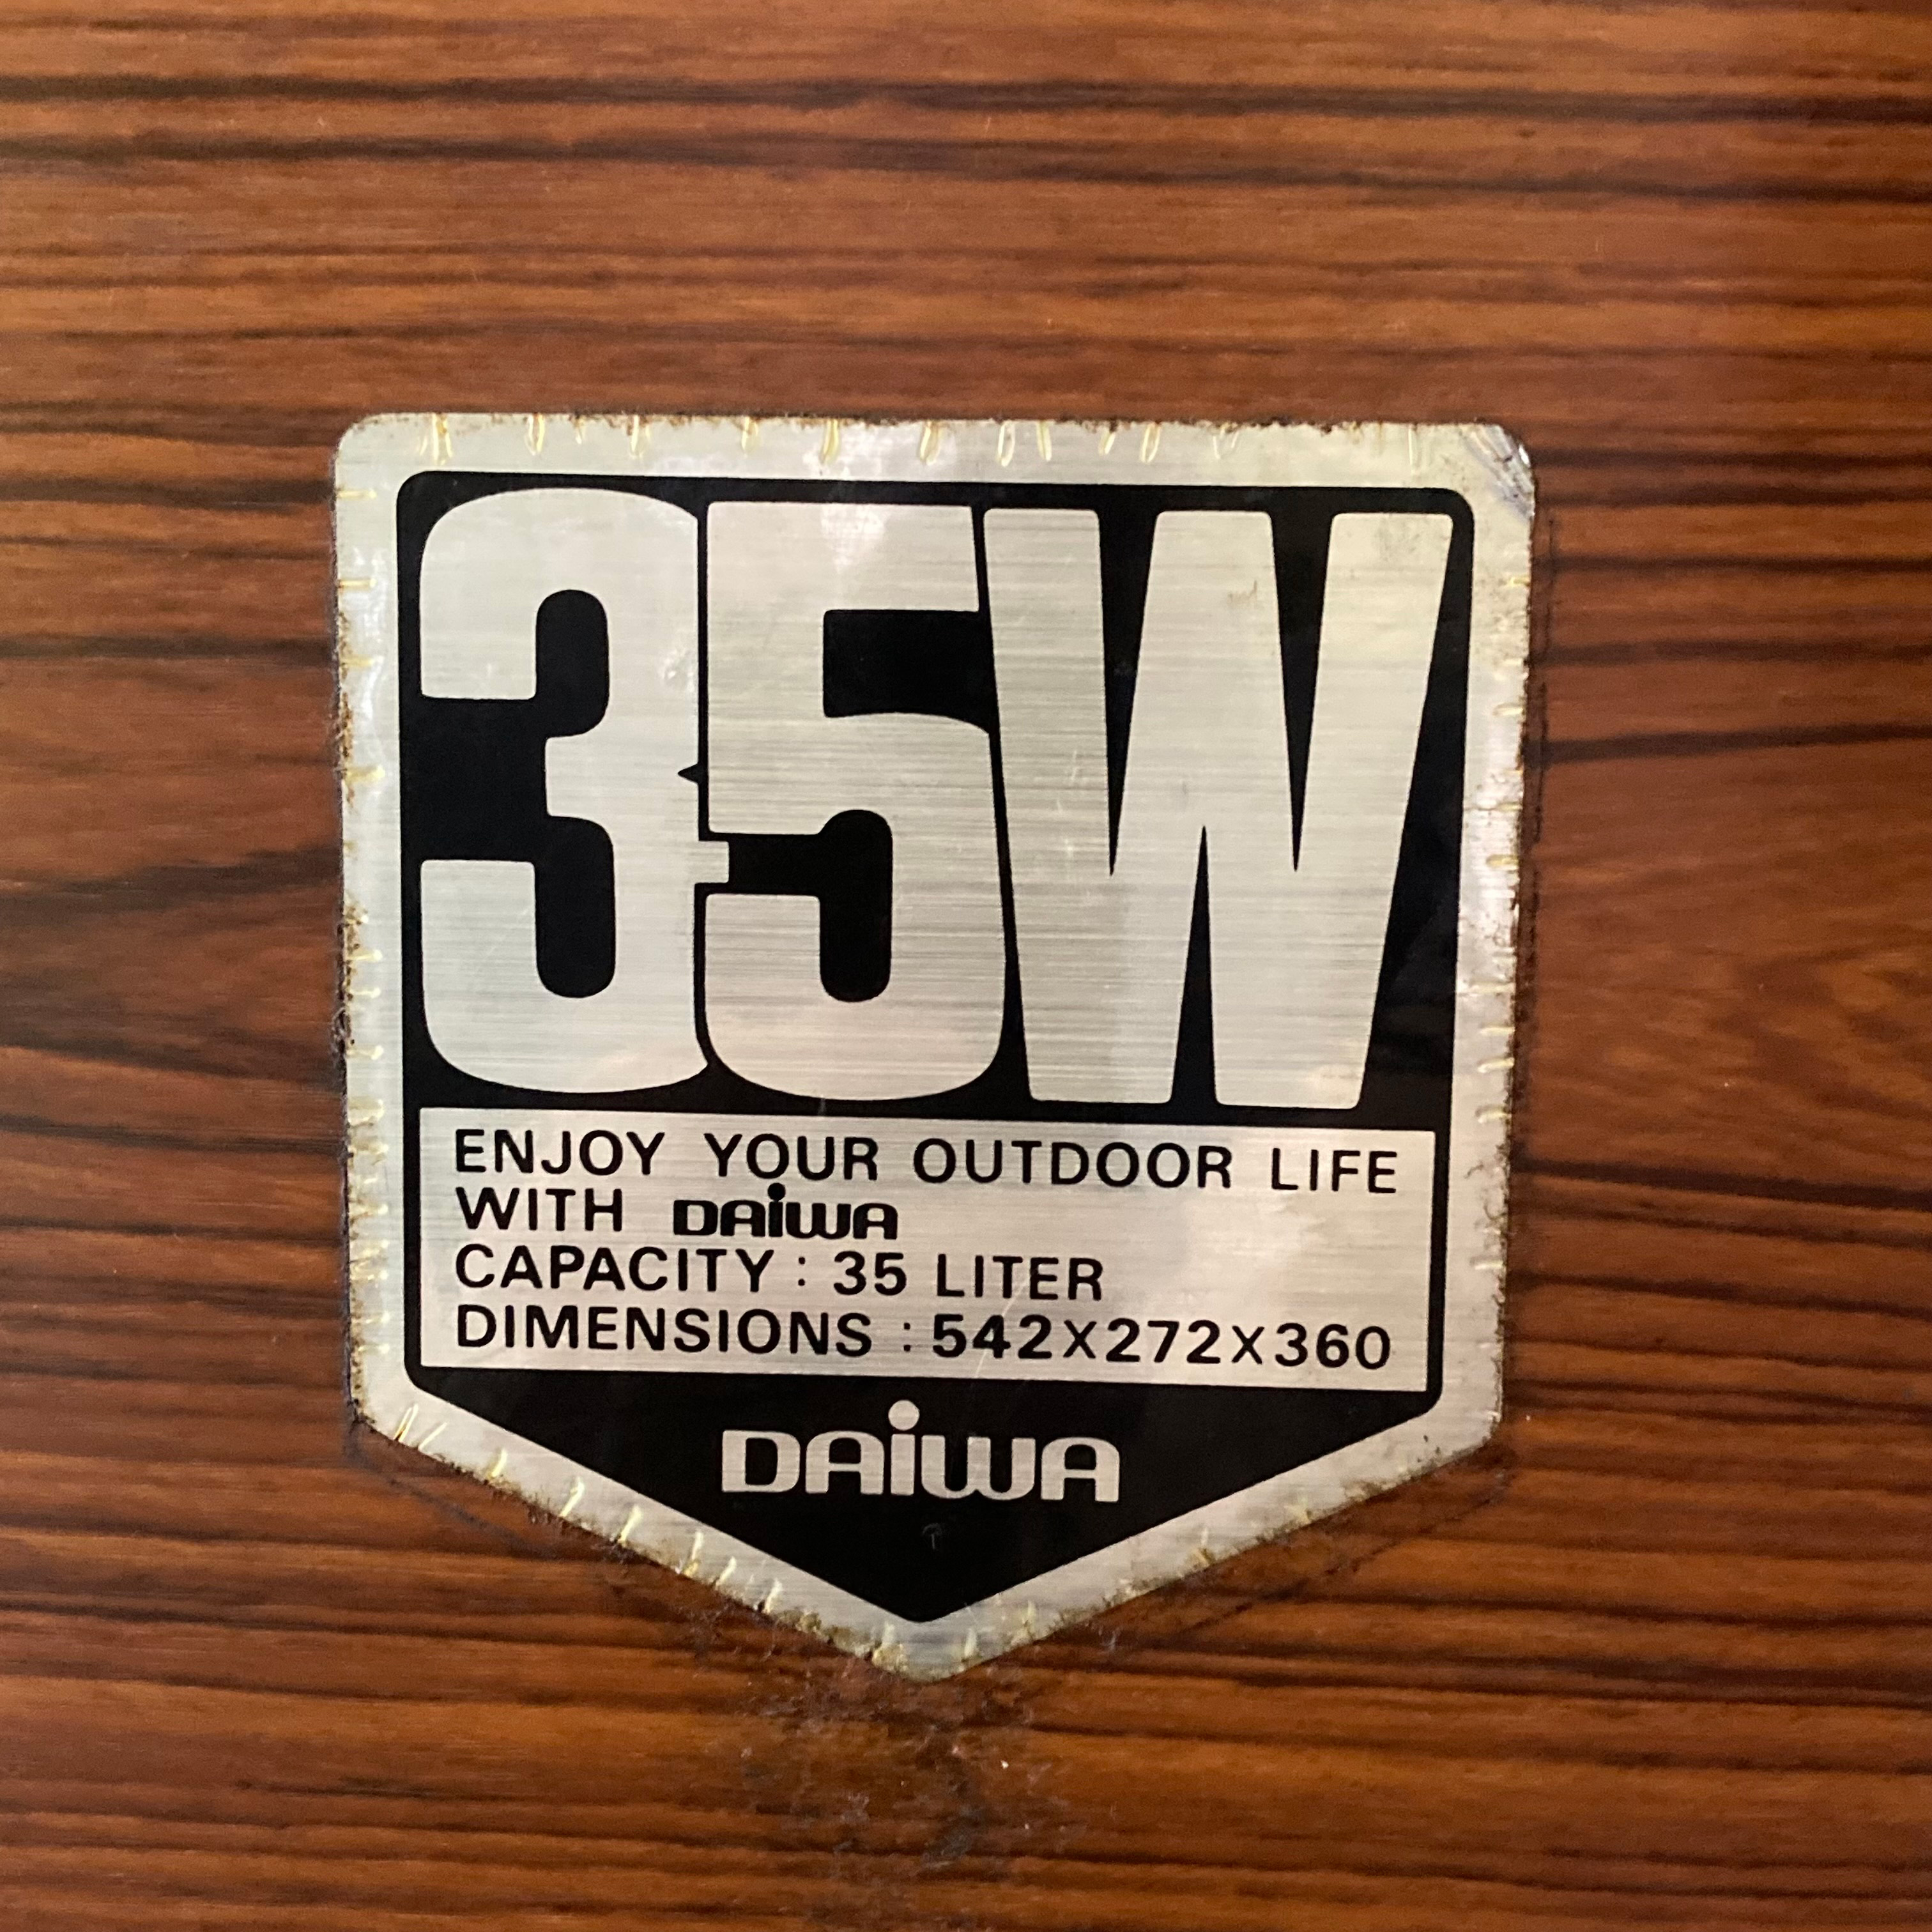 35W
ENJOY YOUR OUTDOOR LIFE
WITH DAiWA
CAPACITY : 35 LITER
DIMENSIONS : 542X272X360
DAiWA